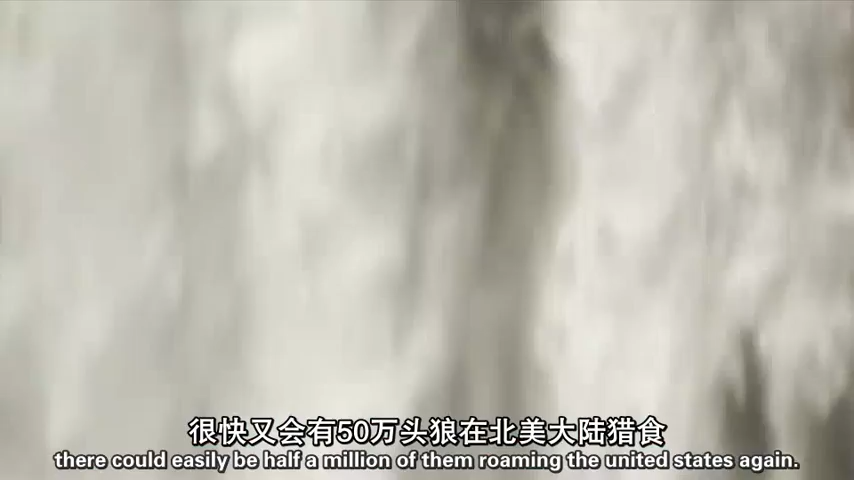 很快又会有50万头狼在北美大陆猎食
there could easily be half a million of them roaming the united states again.